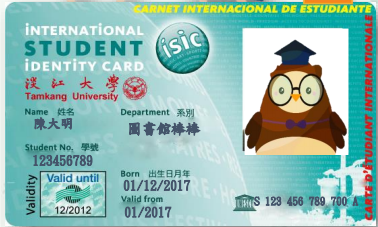 CARNET INTERNACIONAL DE ESTUDIANTE
INTERNATIONAL
STUDENT
IDENTITY CARD
isic
淡江大學
Tamkang University
Name 姓名
陳大明
Department 系別
圖書館棒棒
Student No. 學號
123456789
Validity
Valid until
12/2012
Born 出生日月年
01/12/2017
Valid from
01/2017
S 123 456 789 700 A
CARTE D'ÉTUDIANT INTERNATIONALE